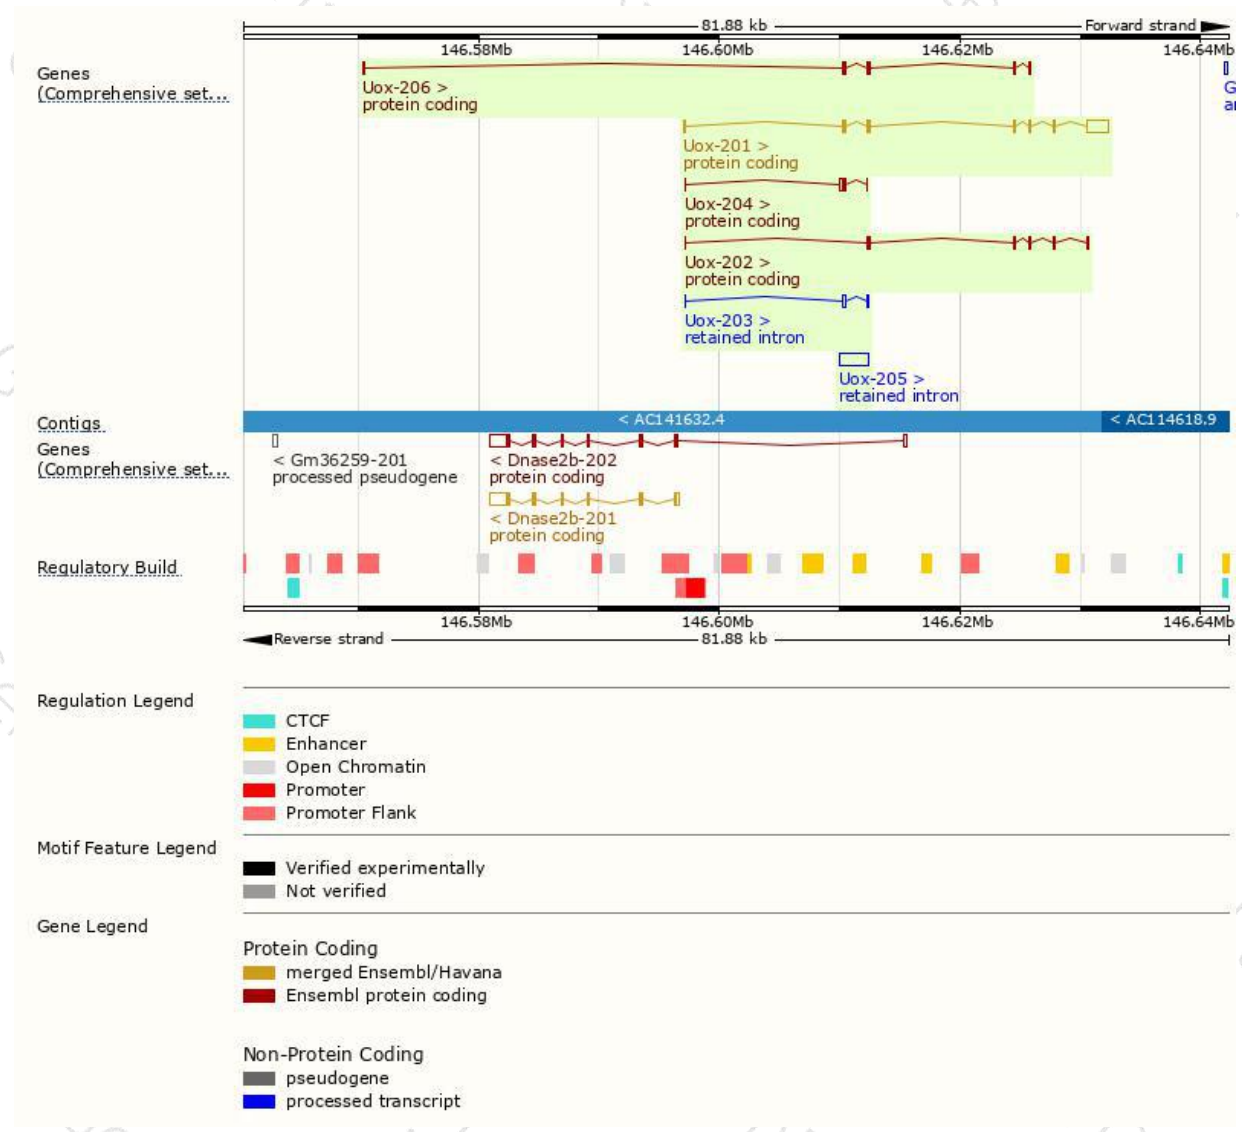 81.88 kb
Forward strand
146.58Mb 146.60Mb 146.62Mb 146.64Mb
Genes
(Comprehensive set...
Uox-206 >
protein coding
G
Uox-201 >
protein coding
Uox-204 >
protein coding
Uox-202 >
protein coding
Uox-203 >
retained intron
Uox-205 >
retained intron
Contigs
< AC141632.4
< AC114618.9
Genes
(Comprehensive set...
< Gm36259-201
processed pseudogene
< Dnase2b-202
protein coding
< Dnase2b-201
protein coding
Regulatory Build
146.58Mb 146.60Mb 146.62Mb 146.64Mb
Reverse strand
81.88 kb
Regulation Legend
CTCF
Enhancer
Open Chromatin
Promoter
Promoter Flank
Motif Feature Legend
Verified experimentally
Not verified
Gene Legend
Protein Coding
merged Ensembl/Havana
Ensembl protein coding
Non-Protein Coding
pseudogene
processed transcript